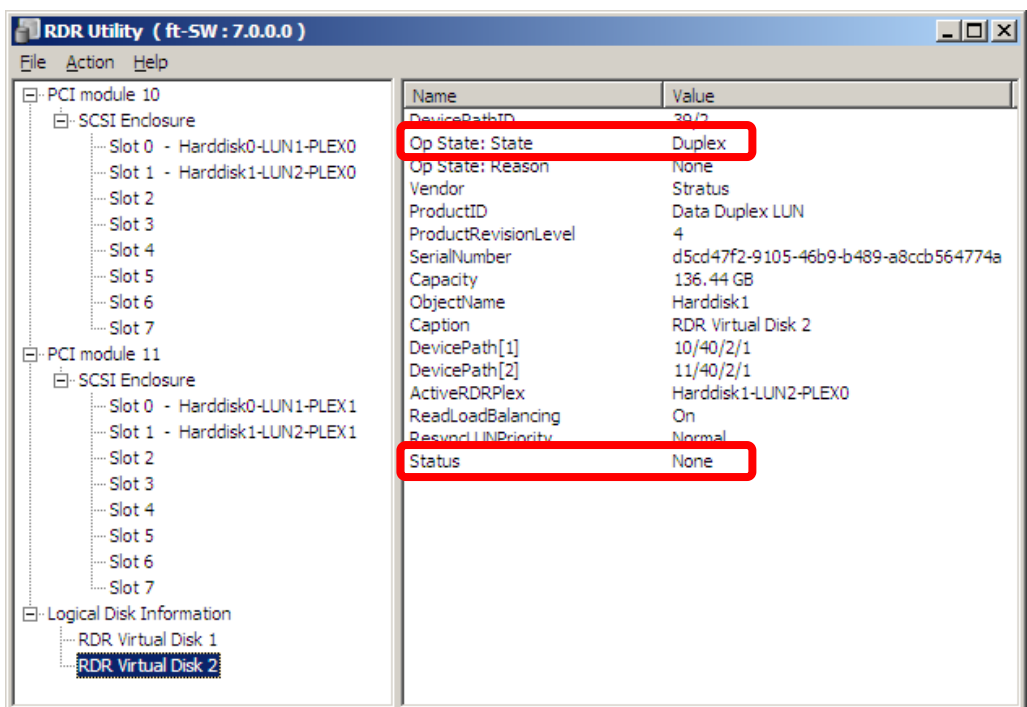 RDR Utility ( ft-SW : 7.0.0.0 )
File Action Help
PCI module 10
SCSI Enclosure
Slot 0 - Harddisk0-LUN1-PLEX0
Slot 1 - Harddisk1-LUN2-PLEX0
Slot 2
Slot 3
Slot 4
Slot 5
Slot 6
Slot 7
PCI module 11
SCSI Enclosure
Slot 0 - Harddisk0-LUN1-PLEX1
Slot 1 - Harddisk1-LUN2-PLEX1
Slot 2
Slot 3
Slot 4
Slot 5
Slot 6
Slot 7
Logical Disk Information
RDR Virtual Disk 1
RDR Virtual Disk 2
Name Value
DevicePathID 39/2
Op State: State Duplex
Op State: Reason None
Vendor Stratus
ProductID Data Duplex LUN
ProductRevisionLevel 4
SerialNumber d5cd47f2-9105-46b9-b489-a8ccb564774a
Capacity 136.44 GB
ObjectName Harddisk1
Caption RDR Virtual Disk 2
DevicePath[1] 10/40/2/1
DevicePath[2] 11/40/2/1
ActiveRDRPlex Harddisk1-LUN2-PLEX0
ReadLoadBalancing On
ResyncLUNPriority Normal
Status None